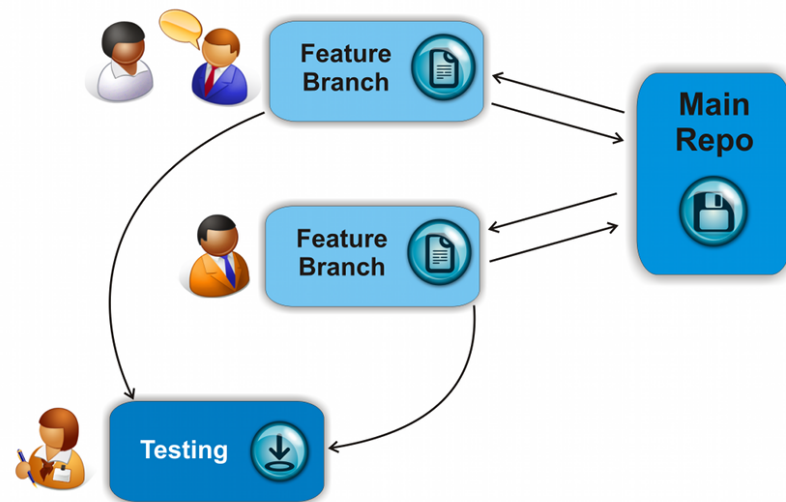 Feature
Branch
Main
Repo
Feature
Branch
Testing